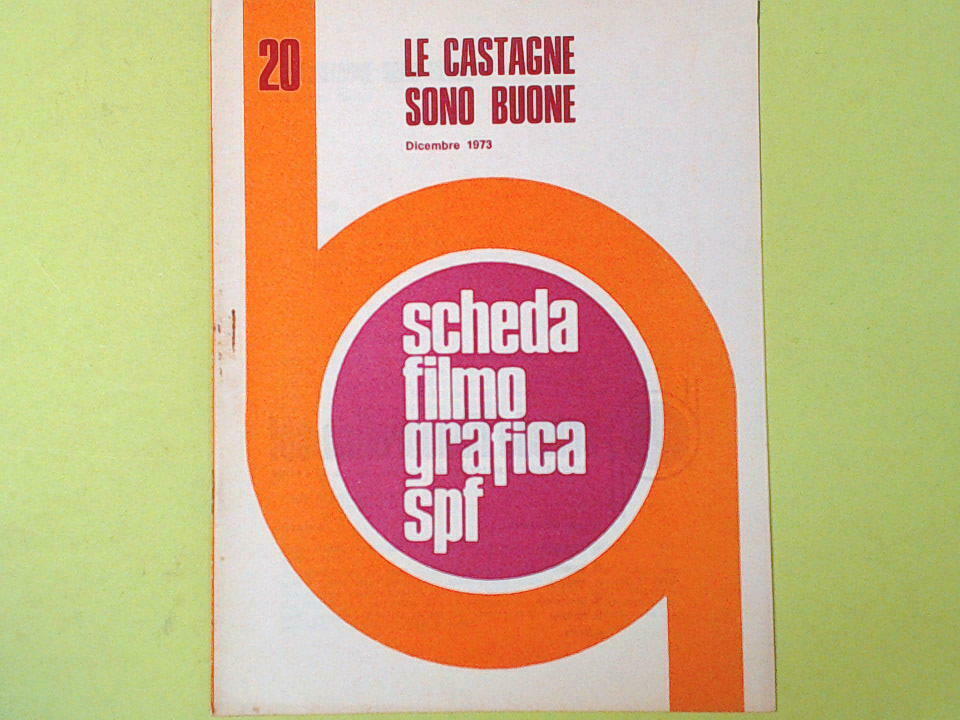 20
LE CASTAGNE
SONO BUONE
Dicembre 1973
scheda
filmo
grafica
spf